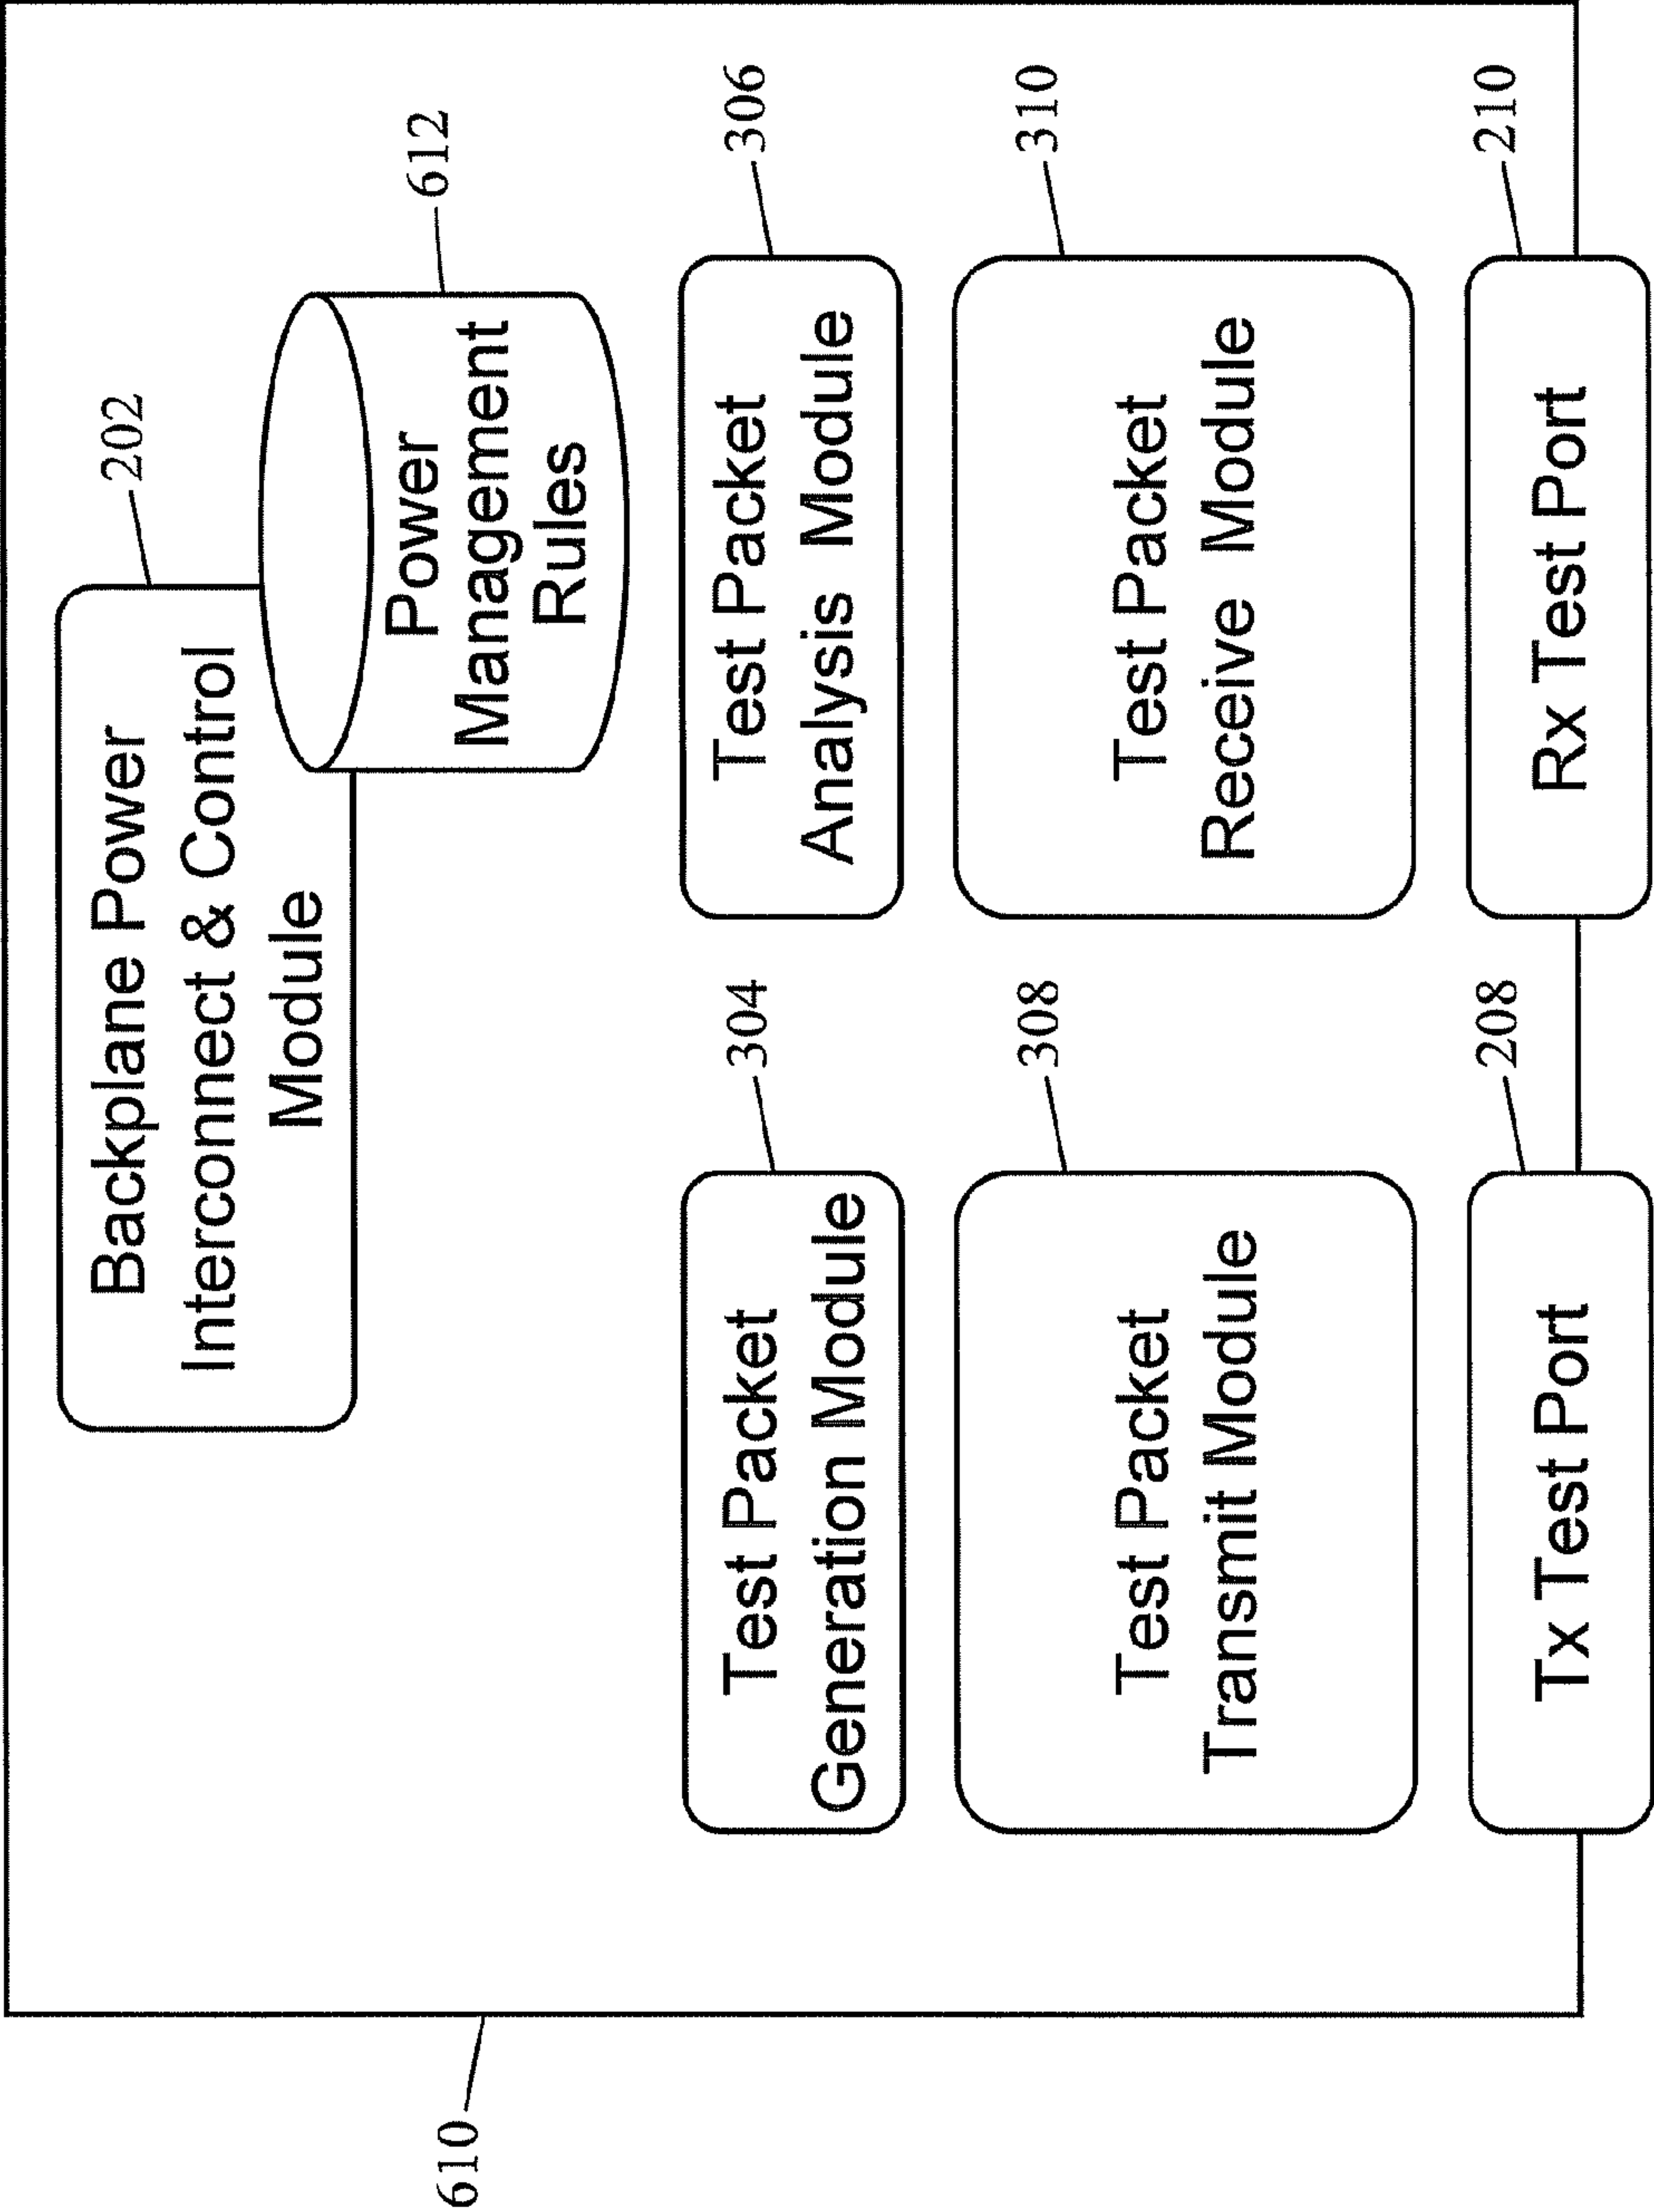 610
Backplane Power
Interconnect & Control
Module
202
Power
Management
Rules
612
Test Packet
Generation Module
304
Test Packet
Analysis Module
306
Test Packet
Transmit Module
308
Test Packet
Receive Module
310
Tx Test Port
208
Rx Test Port
210